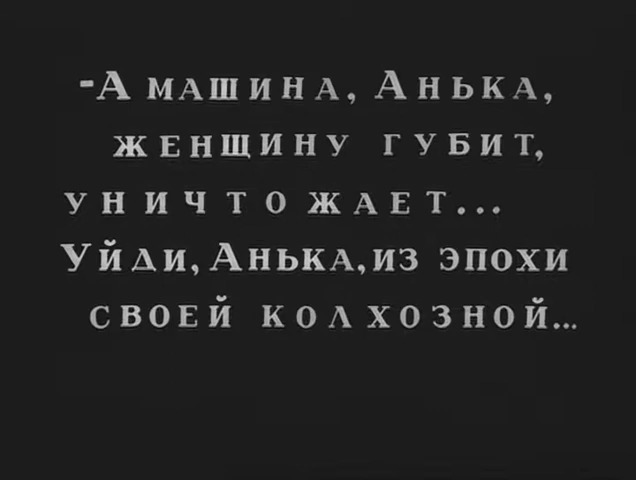 -А машина, Анька,
женщину губит,
уничтожает...
Уйди, Анька, из эпохи
своей колхозной...